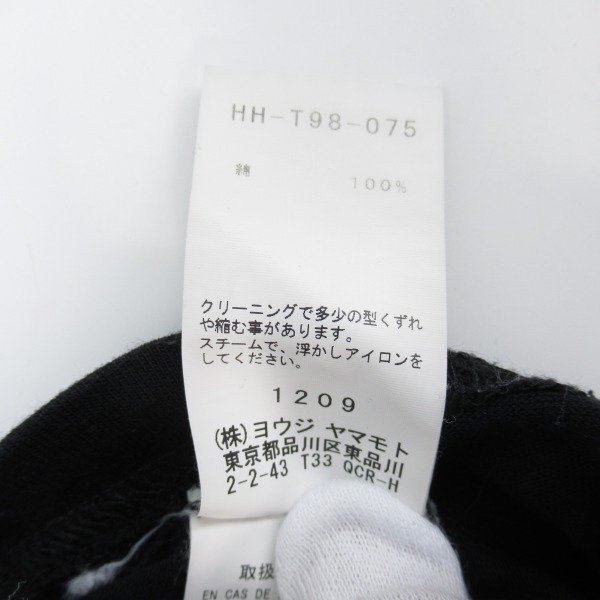 HH-T98-075
綿 100%
クリーニングで多少の型くずれ
や縮む事があります。
スチームで、浮かしアイロンを
してください。
1209
(株)ヨウジ ヤマモト
東京都品川区東品川
2-2-43 T33 QCR-H
取扱
EN CAS DE